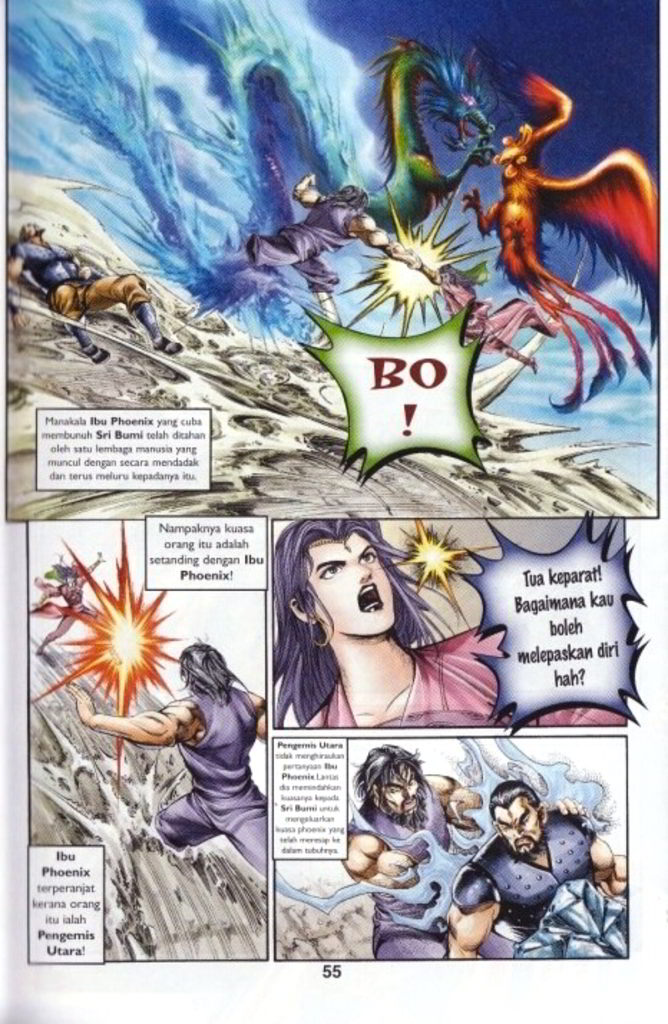 BO
!
Manakala Ibu Phoenix yang cuba
membunuh Sri Bumi telah ditahan
oleh satu lembaga manusia yang
muncul dengan secara mendadak
dan terus meluru kepadanya itu.
Nampaknya kuasa
orang itu adalah
setanding dengan Ibu
Phoenix!
Tua keparat!
Bagaimana kau
boleh
melepaskan diri
hah?
Ibu
Phoenix
terperanjat
kerana orang
itu ialah
Pengemis
Utara!
Pengemis Utara
tidak menghiraukan
pertanyaan Ibu
Phoenix.Lantas
dia memindahkan
kuasanya kepada
Sri Bumi untuk
mengeluarkan
kuasa phoenix yang
telah meresap ke
dalam tubuhnya.
55